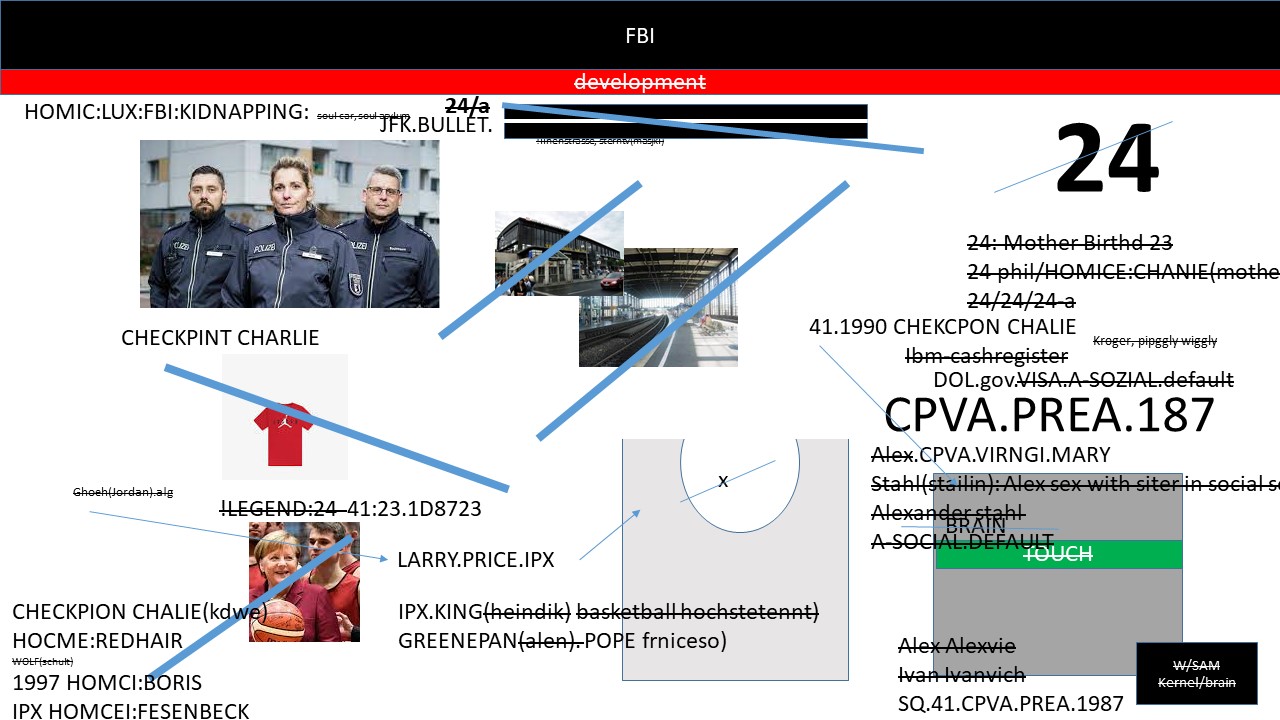 FBI
development
HOMIC:LUX:FBI:KIDNAPPING: soul car, soul asylum
24/a
JFK.BULLET.
24
POLIZEI POLIZEI POLIZEI
24: Mother Birthd 23
24 phil/HOMICE:CHANIE(mothe
24/24/24-a
41.1990 CHEKCPON CHALIE
Kroger, pipggly wiggly
CHECKPINT CHARLIE
Ibm-cashregister
DOL.gov.VISA.A-SOZIAL.default
CPVA.PREA.187
Alex.CPVA.VIRNGI.MARY
Stahl(stailin):Alex sex with siter in social s
Alexander stahl
A-SOCIAL.DEFAULT
BRAIN
TOUCH
x
Ghoeh(Jordan).alg
!LEGEND:24-41:23.1D8723
LARRY.PRICE.IPX
CHECKPION CHALIE(kdwe)
HOCME:REDHAIR
WOLF(schult)
1997 HOMCI:BORIS
IPX HOMCEI:FESENBECK
IPX.KING(heindik) basketball hochstetennt)
GREENEPAN(alen).-POPE frniceso)
Alex Alexvie
Ivan Ivanvich
SQ.41.CPVA.PREA.1987
W/SAM
Kernel/brain